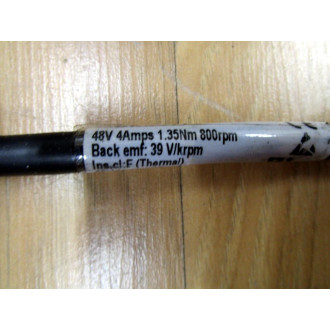 48V 4Amps 1.35Nm 800rpm
Back emf: 39 V/krpm
Ins.cl:F (Thermal)